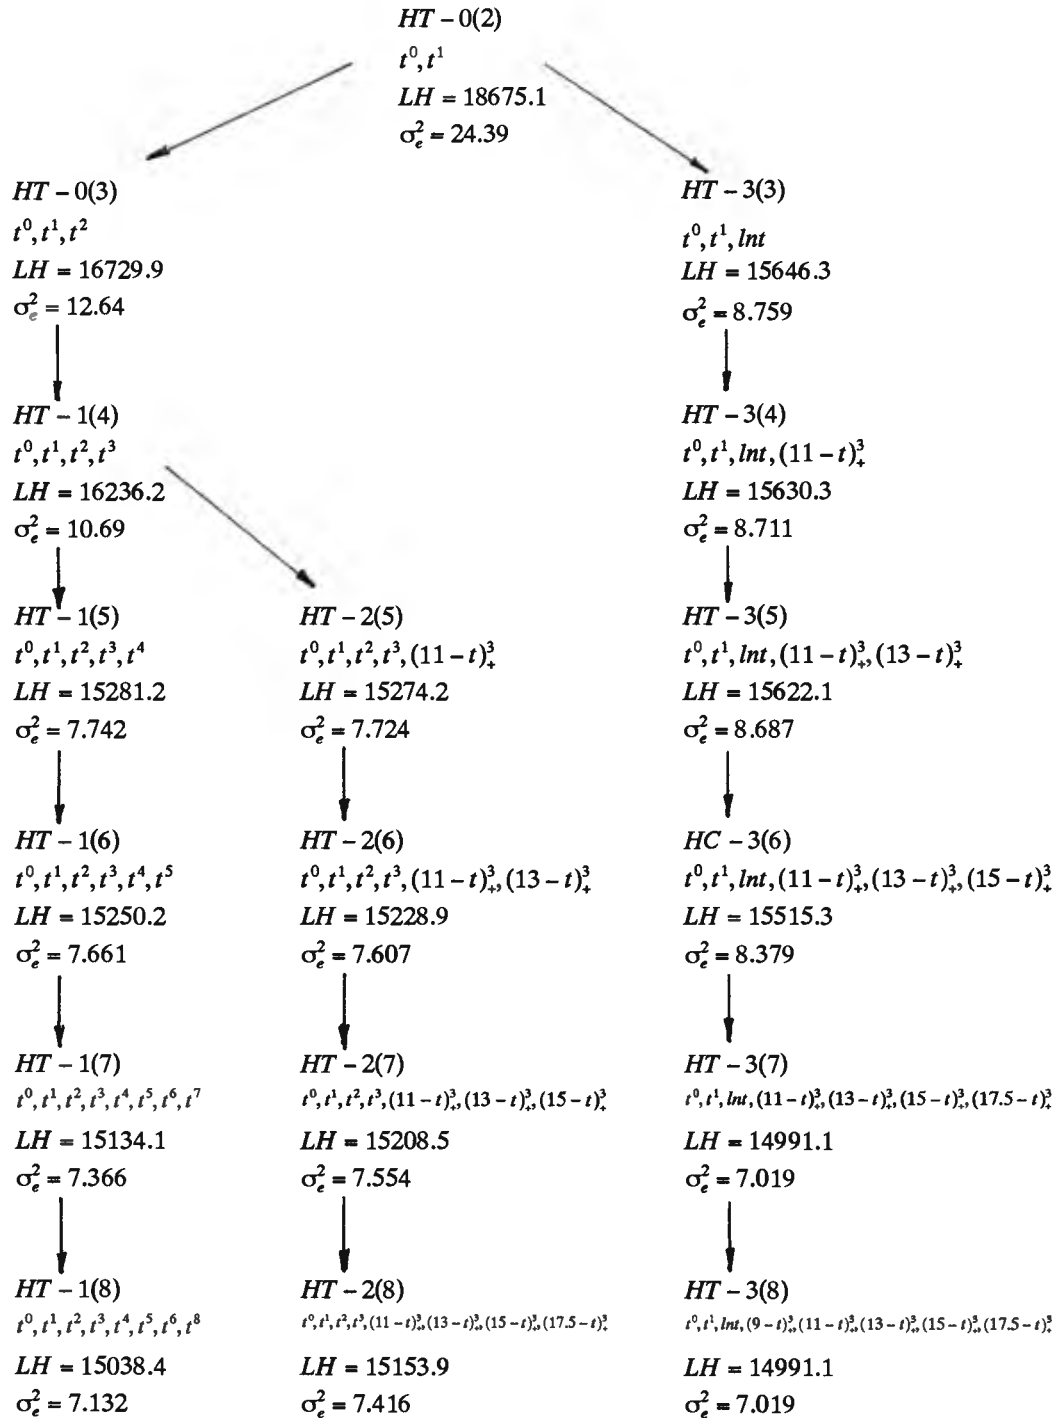 HT – 0(2)
t⁰, t¹
LH = 18675.1
σ²ₑ = 24.39
HT – 0(3)
t⁰, t¹, t²
LH = 16729.9
σ²ₑ = 12.64
HT – 3(3)
t⁰, t¹, lnt
LH = 15646.3
σ²ₑ = 8.759
HT – 1(4)
t⁰, t¹, t², t³
LH = 16236.2
σ²ₑ = 10.69
HT – 3(4)
t⁰, t¹, lnt, (11 – t)³₊
LH = 15630.3
σ²ₑ = 8.711
HT – 1(5)
t⁰, t¹, t², t³, t⁴
LH = 15281.2
σ²ₑ = 7.742
HT – 2(5)
t⁰, t¹, t², t³, (11 – t)³₊
LH = 15274.2
σ²ₑ = 7.724
HT – 3(5)
t⁰, t¹, lnt, (11 – t)³₊, (13 – t)³₊
LH = 15622.1
σ²ₑ = 8.687
HT – 1(6)
t⁰, t¹, t², t³, t⁴, t⁵
LH = 15250.2
σ²ₑ = 7.661
HT – 2(6)
t⁰, t¹, t², t³, (11 – t)³₊, (13 – t)³₊
LH = 15228.9
σ²ₑ = 7.607
HC – 3(6)
t⁰, t¹, lnt, (11 – t)³₊, (13 – t)³₊, (15 – t)³₊
LH = 15515.3
σ²ₑ = 8.379
HT – 1(7)
t⁰, t¹, t², t³, t⁴, t⁵, t⁶, t⁷
LH = 15134.1
σ²ₑ = 7.366
HT – 2(7)
t⁰, t¹, t², t³, (11 – t)³₊, (13 – t)³₊, (15 – t)³₊
LH = 15208.5
σ²ₑ = 7.554
HT – 3(7)
t⁰, t¹, lnt, (11 – t)³₊, (13 – t)³₊, (15 – t)³₊, (17.5 – t)³₊
LH = 14991.1
σ²ₑ = 7.019
HT – 1(8)
t⁰, t¹, t², t³, t⁴, t⁵, t⁶, t⁸
LH = 15038.4
σ²ₑ = 7.132
HT – 2(8)
t⁰, t¹, t², t³, (11 – t)³₊, (13 – t)³₊, (15 – t)³₊, (17.5 – t)³₊
LH = 15153.9
σ²ₑ = 7.416
HT – 3(8)
t⁰, t¹, lnt, (9 – t)³₊, (11 – t)³₊, (13 – t)³₊, (15 – t)³₊, (17.5 – t)³₊
LH = 14991.1
σ²ₑ = 7.019